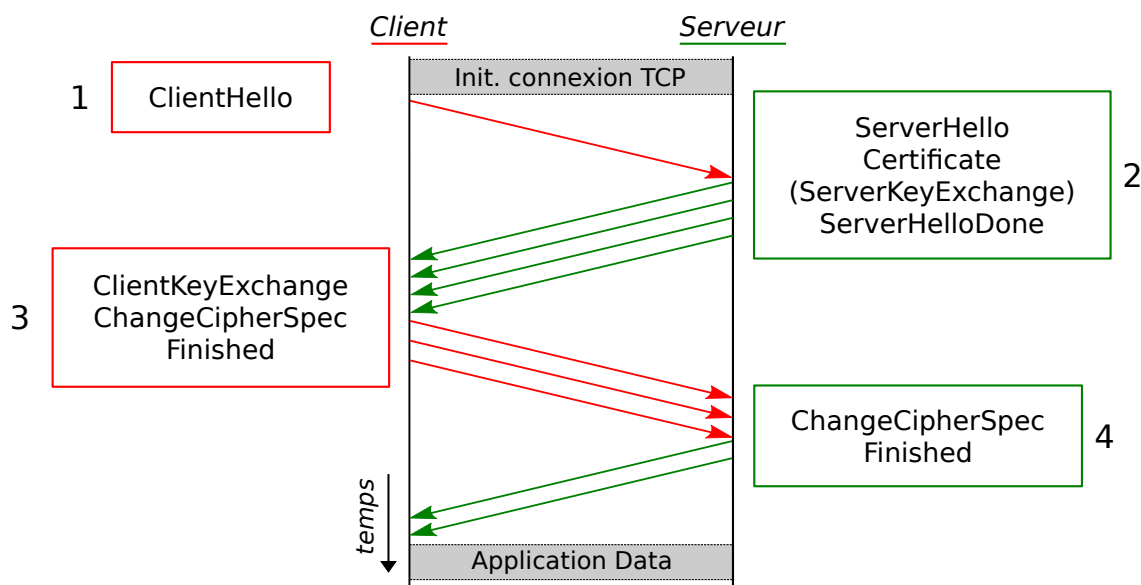 Client
Serveur
Init. connexion TCP
1
ClientHello
ServerHello
Certificate
(ServerKeyExchange)
ServerHelloDone
2
3
ClientKeyExchange
ChangeCipherSpec
Finished
ChangeCipherSpec
Finished
4
temps
Application Data